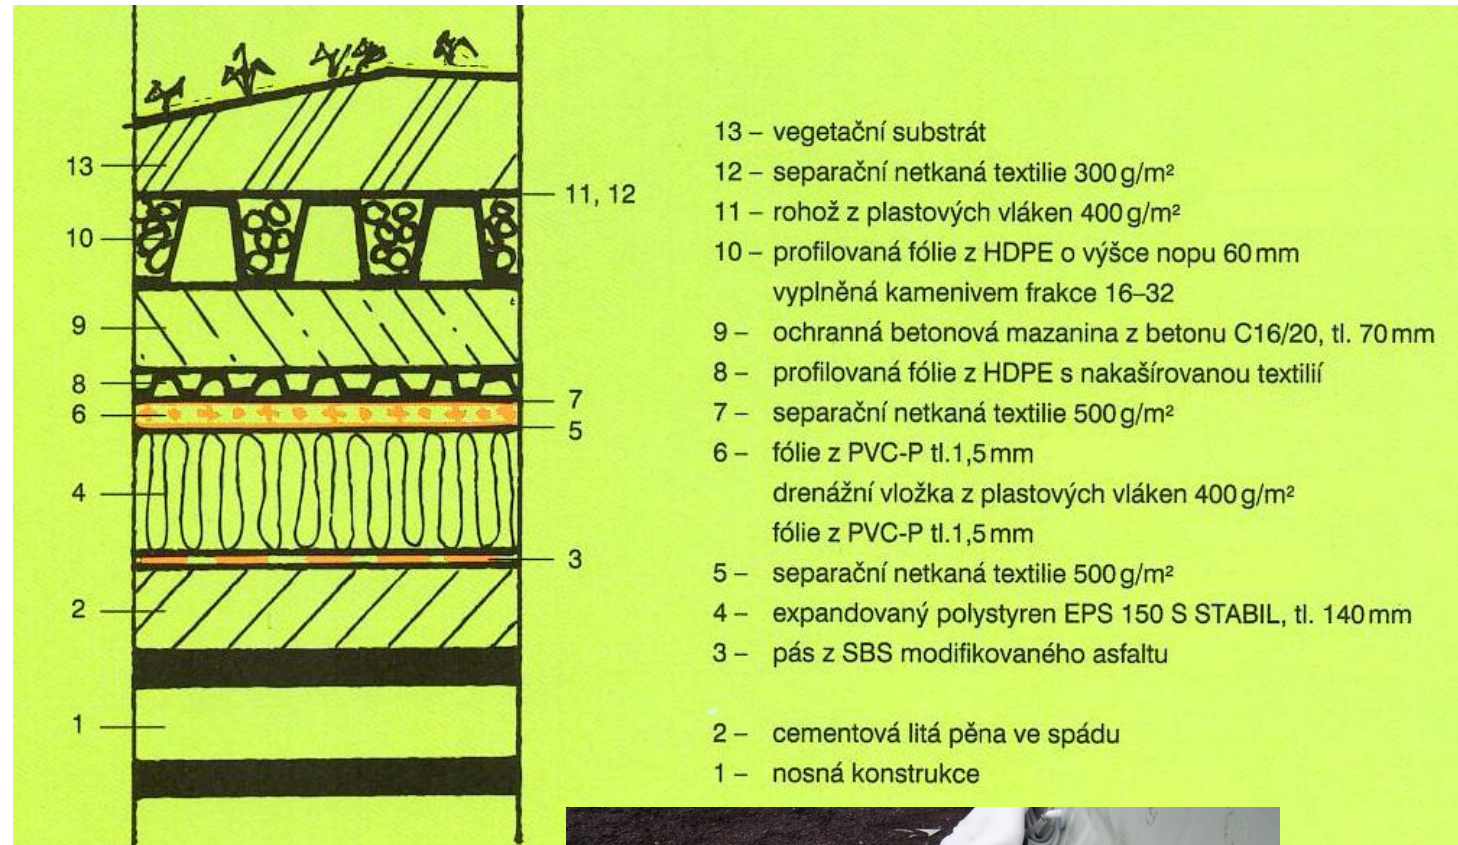 13
11, 12
10
9
8
7
6
5
4
3
2
1
13 – vegetační substrát
12 – separační netkaná textilie 300 g/m²
11 – rohož z plastových vláken 400 g/m²
10 – profilovaná fólie z HDPE o výšce nopu 60 mm
vyplněná kamenivem frakce 16–32
9 – ochranná betonová mazanina z betonu C16/20, tl. 70 mm
8 – profilovaná fólie z HDPE s nakašírovanou textilií
7 – separační netkaná textilie 500 g/m²
6 – fólie z PVC-P tl.1,5 mm
drenážní vložka z plastových vláken 400 g/m²
fólie z PVC-P tl.1,5 mm
5 – separační netkaná textilie 500 g/m²
4 – expandovaný polystyren EPS 150 S STABIL, tl. 140 mm
3 – pás z SBS modifikovaného asfaltu
2 – cementová litá pěna ve spádu
1 – nosná konstrukce